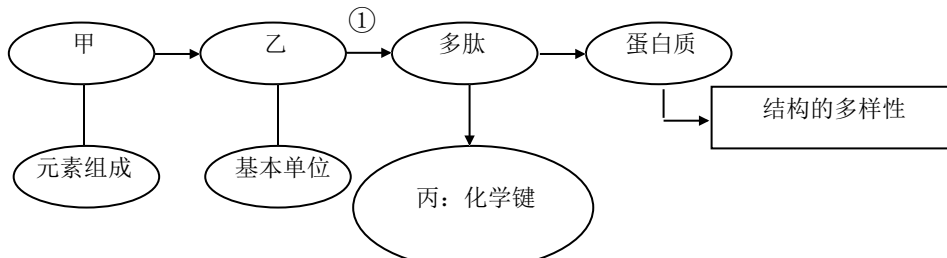 ①
甲
乙
多肽
蛋白质
结构的多样性
元素组成
基本单位
丙：化学键